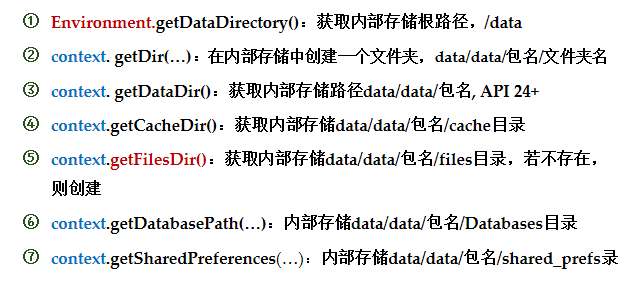 ① Environment.getDataDirectory()：获取内部存储根路径，/data
② context. getDir(…)：在内部存储中创建一个文件夹，data/data/包名/文件夹名
③ context. getDataDir()：获取内部存储路径data/data/包名, API 24+
④ context.getCacheDir()：获取内部存储data/data/包名/cache目录
⑤ context.getFilesDir()：获取内部存储data/data/包名/files目录，若不存在，
则创建
⑥ context.getDatabasePath(…)：内部存储data/data/包名/Databases目录
⑦ context.getSharedPreferences(…)：内部存储data/data/包名/shared_prefs录